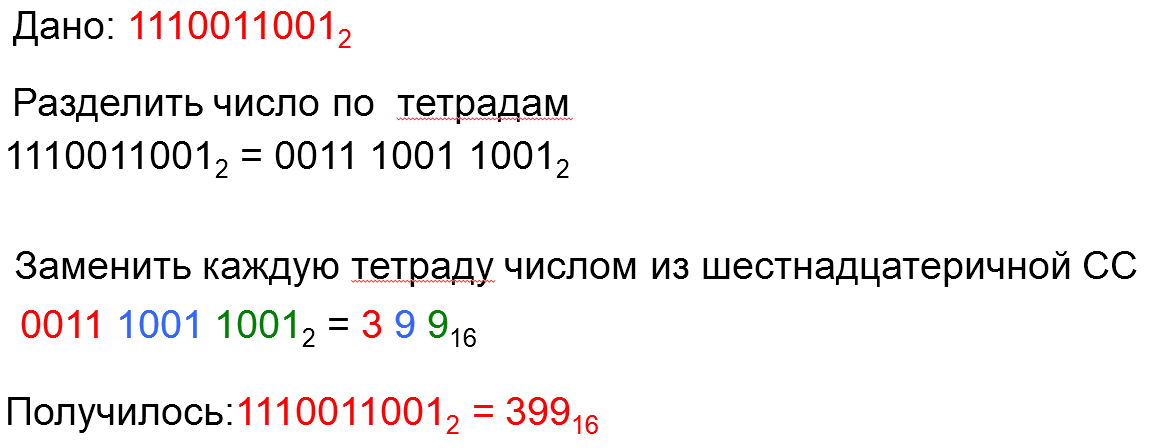 Дано: 1110011001₂
Разделить число по тетрадам
1110011001₂ = 0011 1001 1001₂
Заменить каждую тетраду числом из шестнадцатеричной СС
0011 1001 1001₂ = 3 9 9₁₆
Получилось:1110011001₂ = 399₁₆